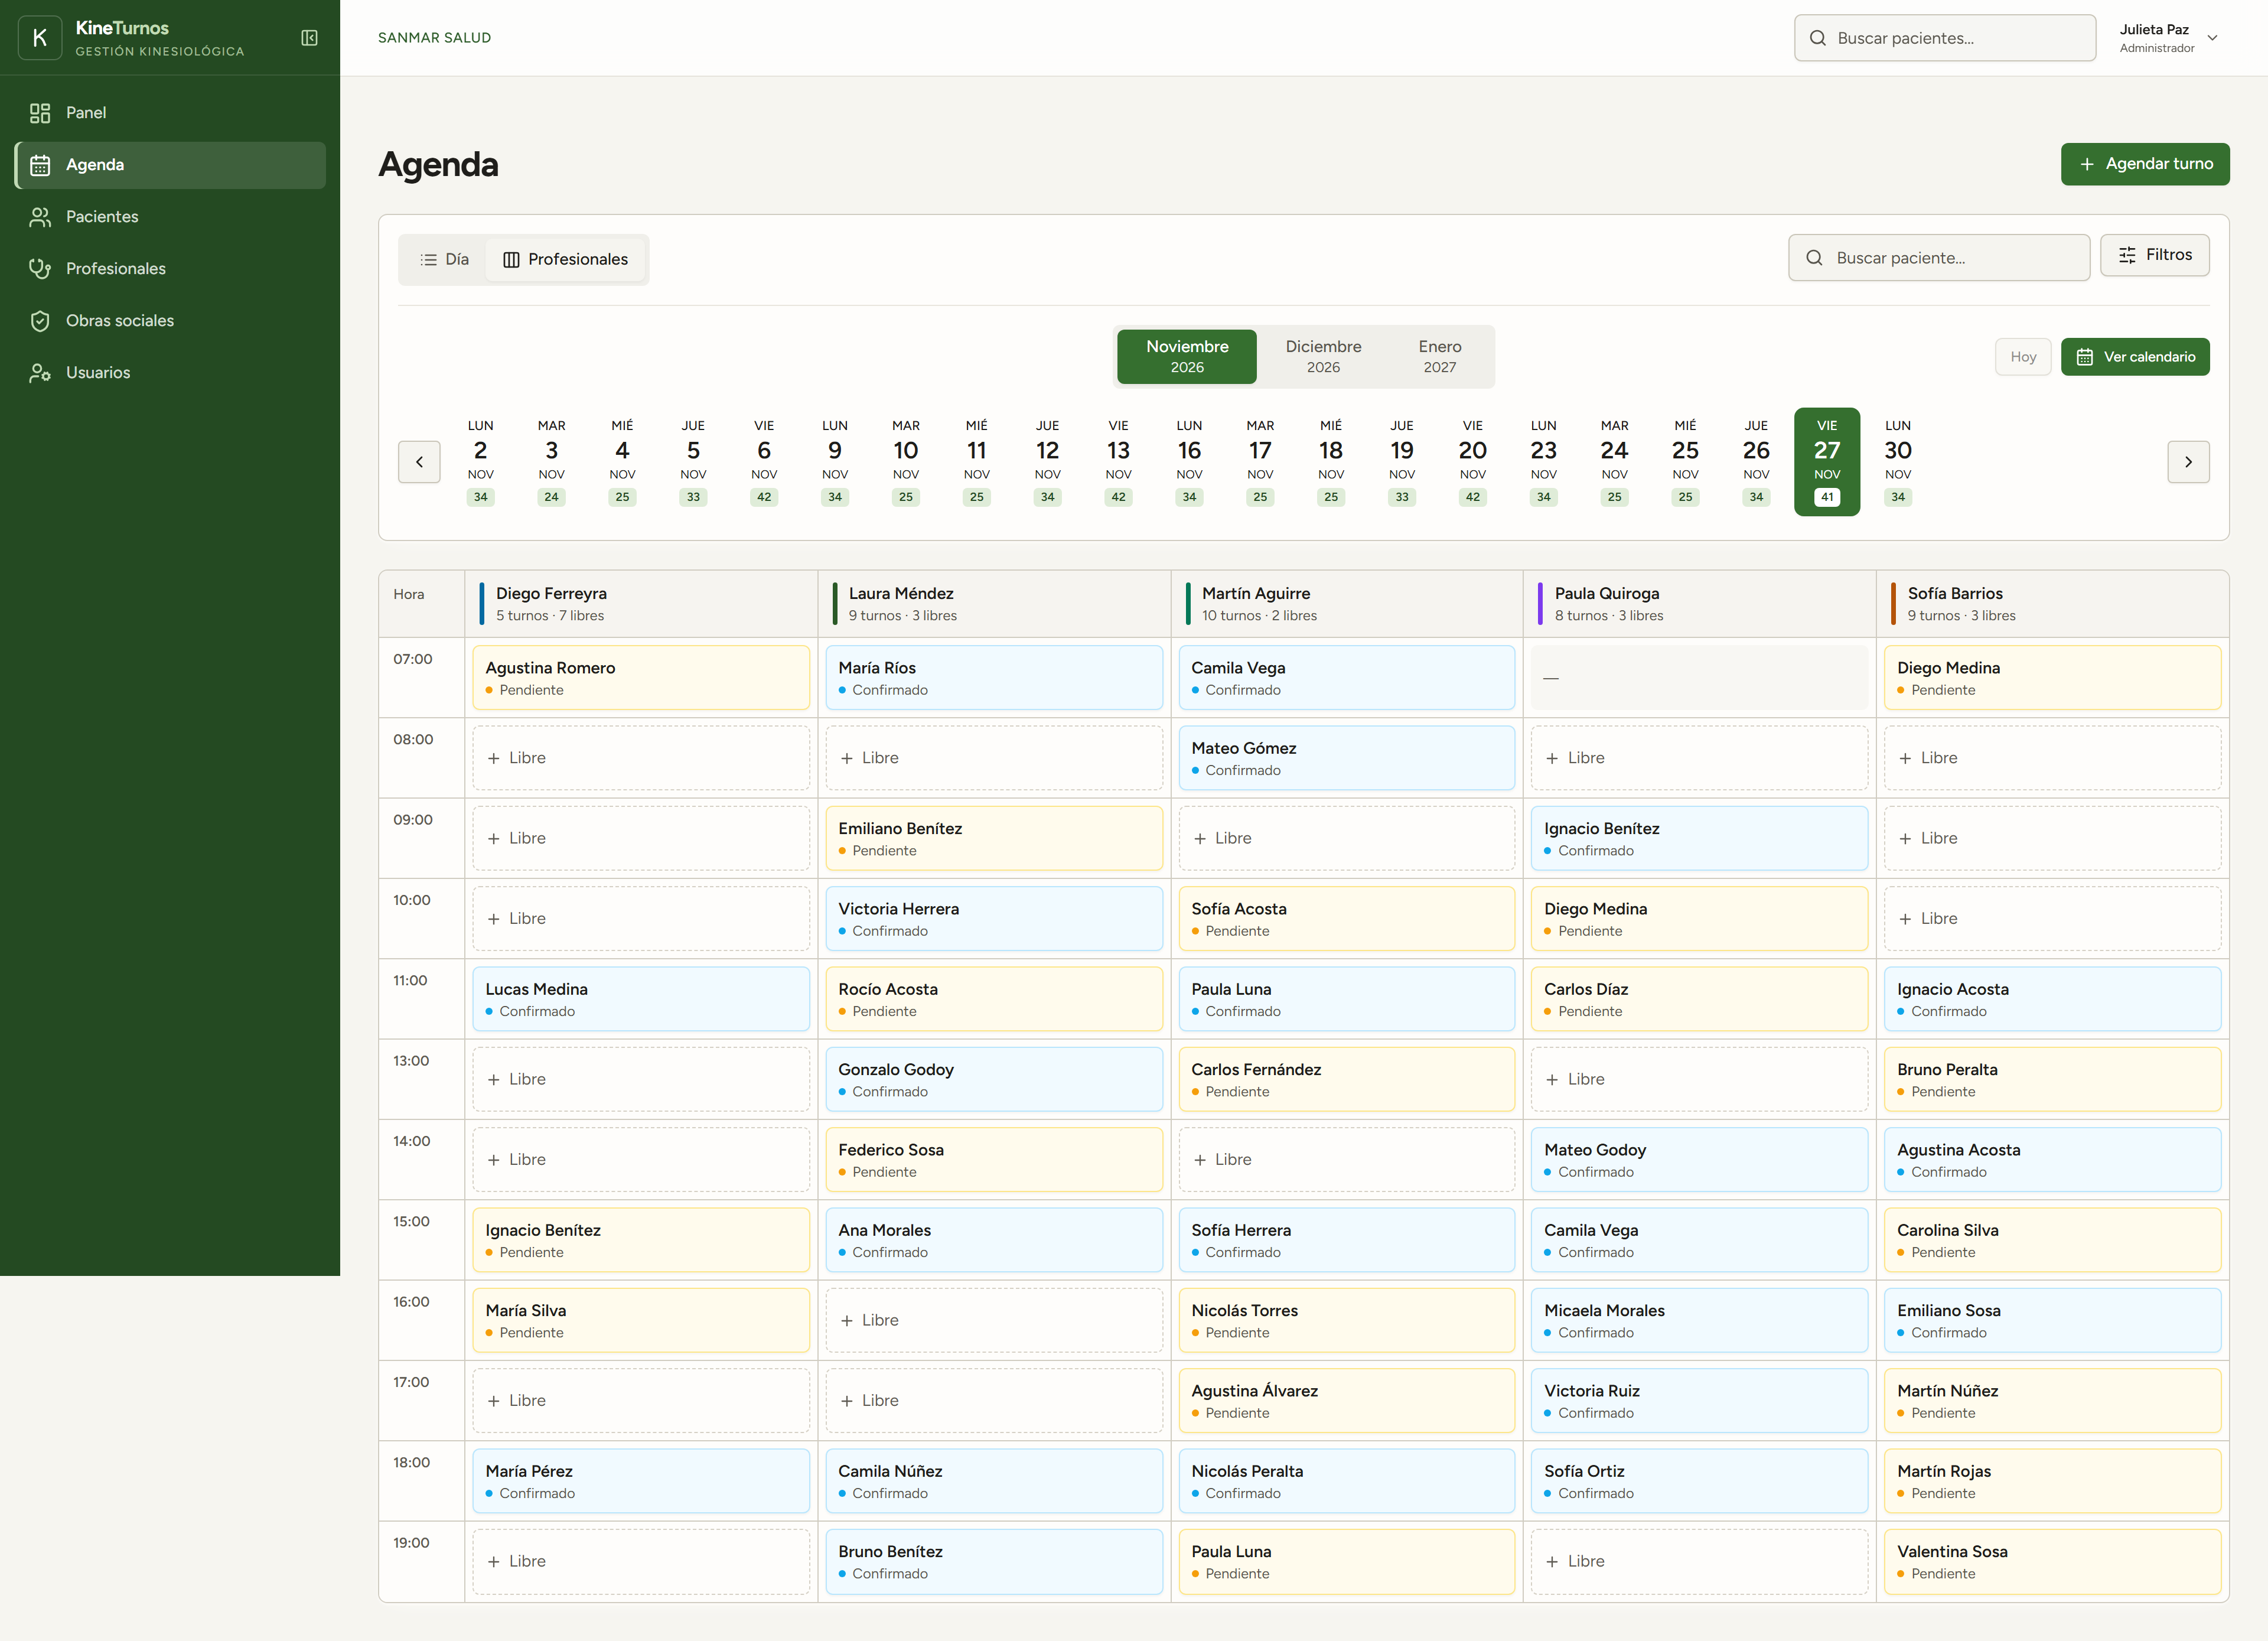 K
KineTurnos
GESTIÓN KINESIOLÓGICA
Panel
Agenda
Pacientes
Profesionales
Obras sociales
Usuarios
SANMAR SALUD
Buscar pacientes...
Julieta Paz
Administrador
Agenda
+ Agendar turno
Día
Profesionales
Buscar paciente...
Filtros
Noviembre 2026
Diciembre 2026
Enero 2027
Hoy
Ver calendario
LUN MAR MIÉ JUE VIE LUN MAR MIÉ JUE VIE LUN MAR MIÉ JUE VIE LUN MAR MIÉ JUE VIE LUN
2 3 4 5 6 9 10 11 12 13 16 17 18 19 20 23 24 25 26 27 30
NOV NOV NOV NOV NOV NOV NOV NOV NOV NOV NOV NOV NOV NOV NOV NOV NOV NOV NOV NOV NOV
34 24 25 33 42 34 25 25 34 42 34 25 25 33 42 34 25 25 34 41 34
Hora Diego Ferreyra Laura Méndez Martín Aguirre Paula Quiroga Sofía Barrios
5 turnos · 7 libres 9 turnos · 3 libres 10 turnos · 2 libres 8 turnos · 3 libres 9 turnos · 3 libres
07:00 Agustina Romero María Ríos Camila Vega — Diego Medina
Pendiente Confirmado Confirmado Pendiente
08:00 + Libre + Libre Mateo Gómez + Libre + Libre
Confirmado
09:00 + Libre Emiliano Benítez + Libre Ignacio Benítez + Libre
Pendiente Confirmado
10:00 + Libre Victoria Herrera Sofía Acosta Diego Medina + Libre
Confirmado Pendiente Pendiente
11:00 Lucas Medina Rocío Acosta Paula Luna Carlos Díaz Ignacio Acosta
Confirmado Pendiente Confirmado Pendiente Confirmado
13:00 + Libre Gonzalo Godoy Carlos Fernández + Libre Bruno Peralta
Confirmado Pendiente Pendiente
14:00 + Libre Federico Sosa + Libre Mateo Godoy Agustina Acosta
Pendiente Confirmado Confirmado
15:00 Ignacio Benítez Ana Morales Sofía Herrera Camila Vega Carolina Silva
Pendiente Confirmado Confirmado Confirmado Pendiente
16:00 María Silva + Libre Nicolás Torres Micaela Morales Emiliano Sosa
Pendiente Pendiente Confirmado Confirmado
17:00 + Libre + Libre Agustina Álvarez Victoria Ruiz Martín Núñez
Pendiente Confirmado Pendiente
18:00 María Pérez Camila Núñez Nicolás Peralta Sofía Ortiz Martín Rojas
Confirmado Confirmado Confirmado Confirmado Pendiente
19:00 + Libre Bruno Benítez Paula Luna + Libre Valentina Sosa
Confirmado Pendiente Pendiente